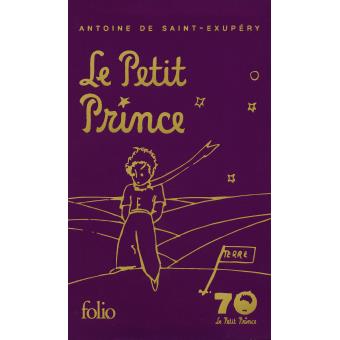 ANTOINE DE SAINT-EXUPÉRY
Le Petit
Prince
TERRE
folio
70
Le Petit Prince